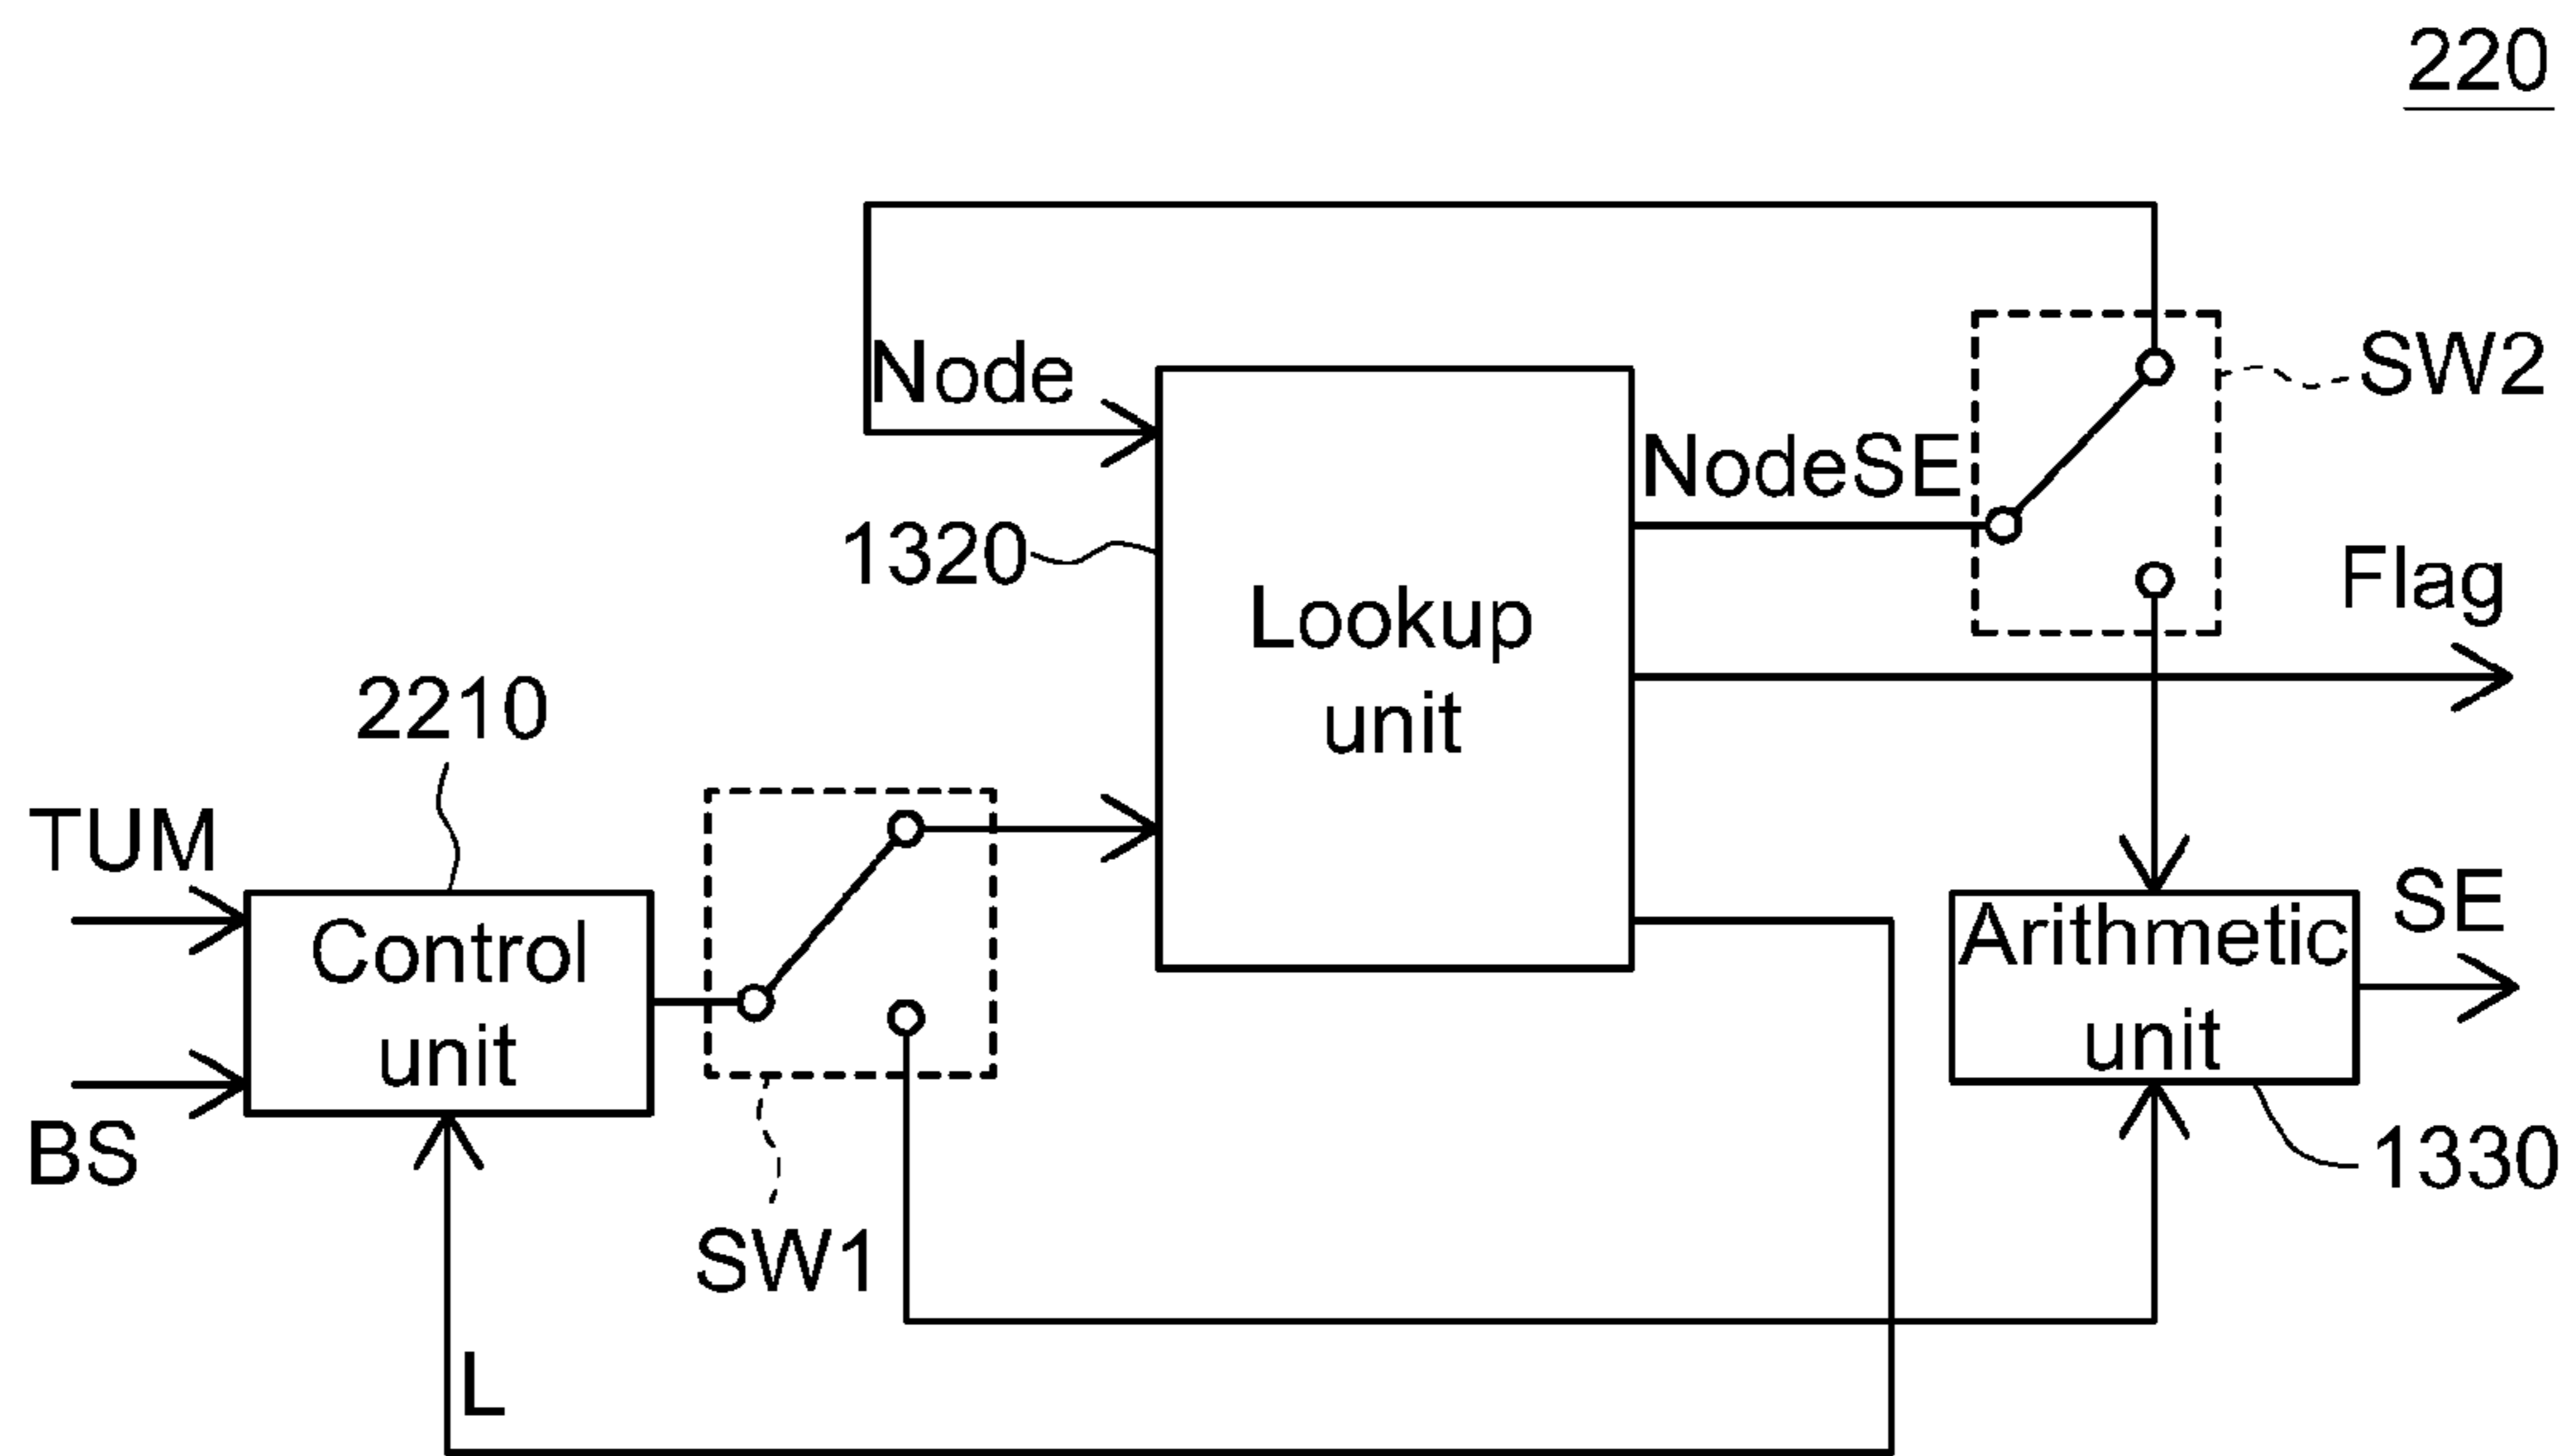 220
Node
SW2
NodeSE
1320
Flag
Lookup
unit
2210
TUM
Control
unit
SE
Arithmetic
unit
BS
1330
SW1
L